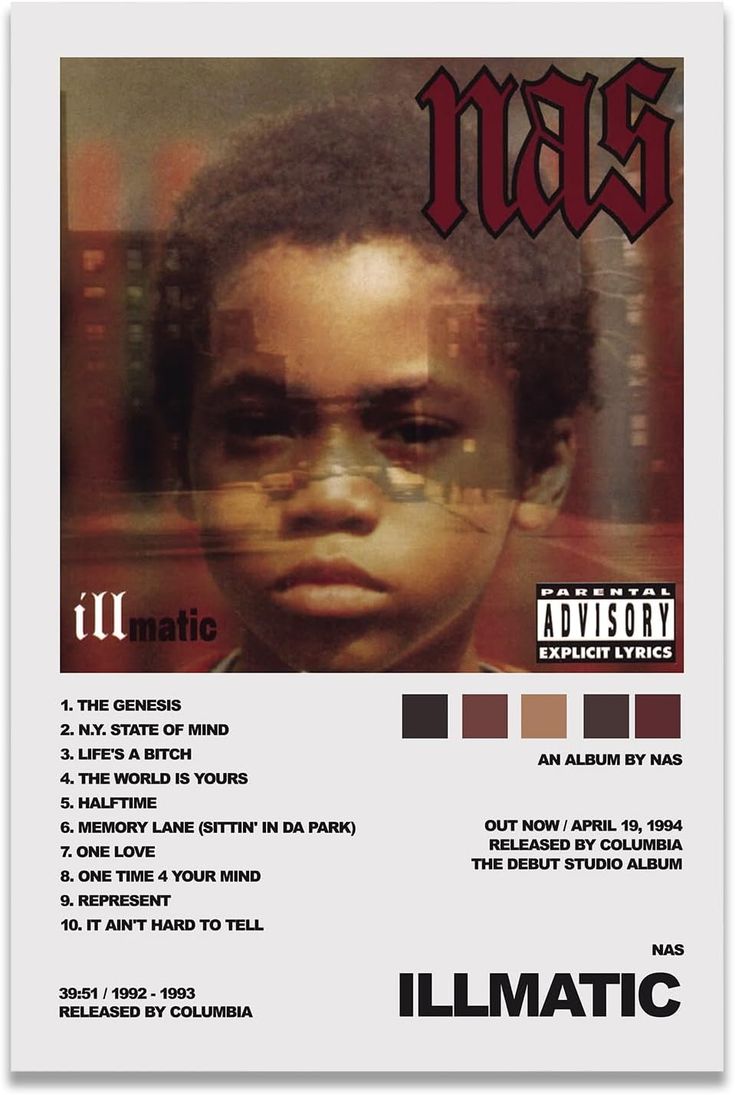 nas
illmatic
PARENTAL
ADVISORY
EXPLICIT LYRICS
1. THE GENESIS
2. N.Y. STATE OF MIND
3. LIFE'S A BITCH
4. THE WORLD IS YOURS
5. HALFTIME
6. MEMORY LANE (SITTIN' IN DA PARK)
7. ONE LOVE
8. ONE TIME 4 YOUR MIND
9. REPRESENT
10. IT AIN'T HARD TO TELL
39:51 / 1992 - 1993
RELEASED BY COLUMBIA
AN ALBUM BY NAS
OUT NOW / APRIL 19, 1994
RELEASED BY COLUMBIA
THE DEBUT STUDIO ALBUM
NAS
ILLMATIC